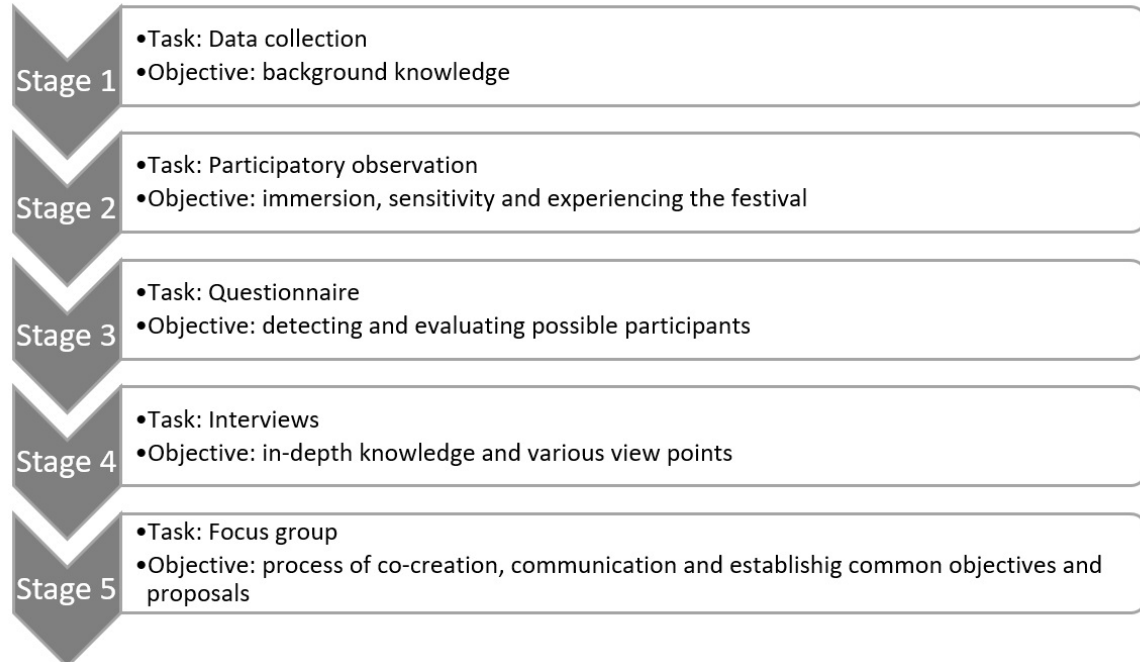 Stage 1
•Task: Data collection
•Objective: background knowledge
Stage 2
•Task: Participatory observation
•Objective: immersion, sensitivity and experiencing the festival
Stage 3
•Task: Questionnaire
•Objective: detecting and evaluating possible participants
Stage 4
•Task: Interviews
•Objective: in-depth knowledge and various view points
Stage 5
•Task: Focus group
•Objective: process of co-creation, communication and establishig common objectives and
proposals